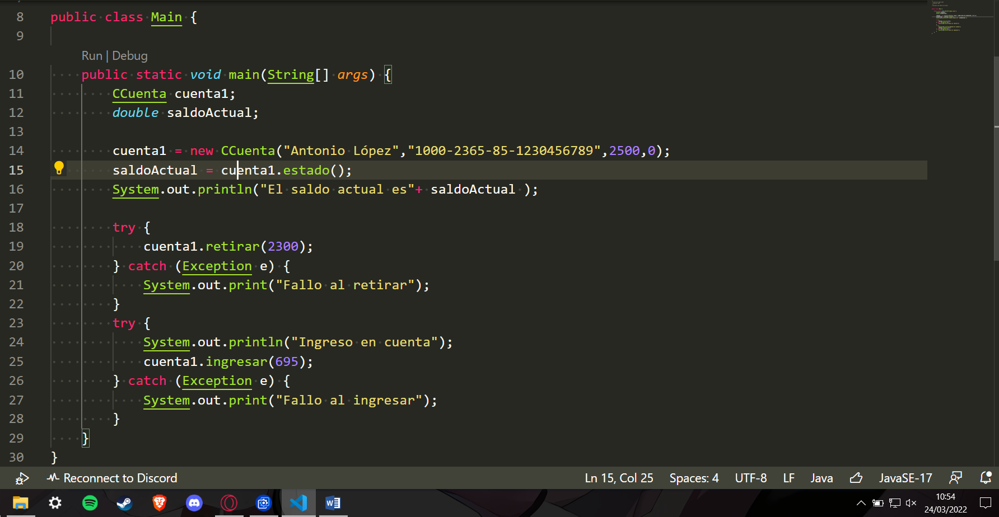 8 public class Main {
9
Run | Debug
10 public static void main(String[] args) {
11 CCuenta cuenta1;
12 double saldoActual;
13
14 cuenta1 = new CCuenta("Antonio López","1000-2365-85-1230456789",2500,0);
15 saldoActual = cuenta1.estado();
16 System.out.println("El saldo actual es"+ saldoActual );
17
18 try {
19 cuenta1.retirar(2300);
20 } catch (Exception e) {
21 System.out.print("Fallo al retirar");
22 }
23 try {
24 System.out.println("Ingreso en cuenta");
25 cuenta1.ingresar(695);
26 } catch (Exception e) {
27 System.out.print("Fallo al ingresar");
28 }
29 }
30 }
Reconnect to Discord Ln 15, Col 25 Spaces: 4 UTF-8 LF Java JavaSE-17
10:54
24/03/2022